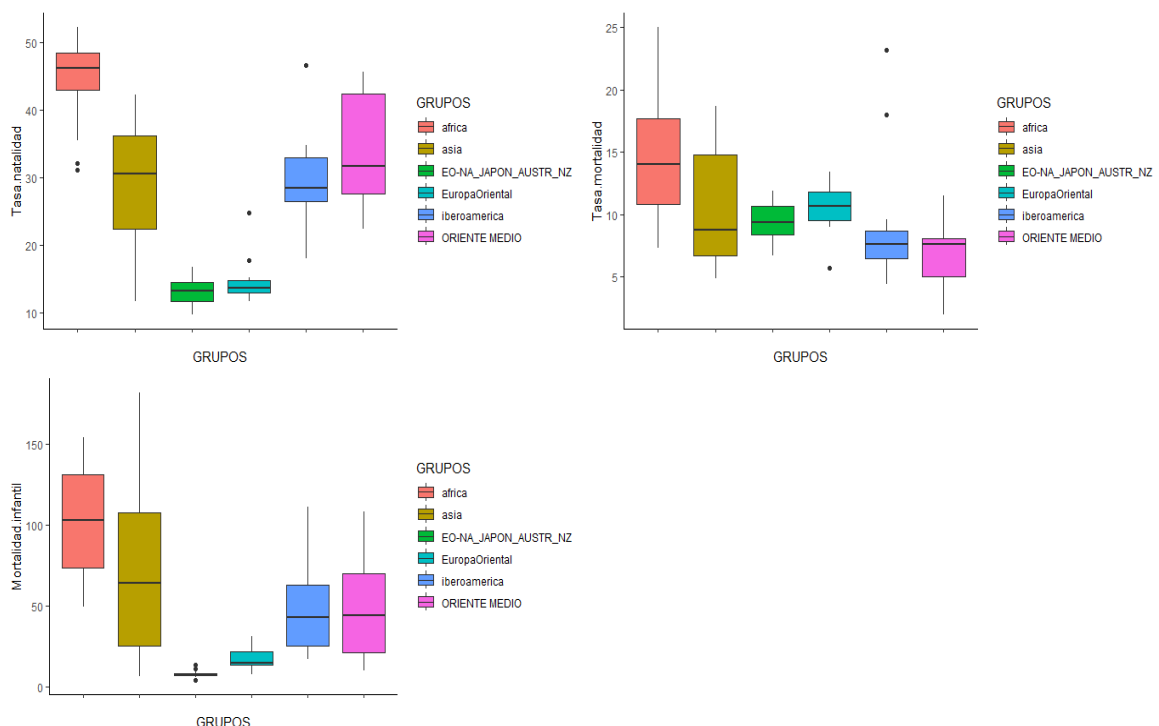 Tasa.natalidad
50
40
30
20
10
GRUPOS
GRUPOS
africa
asia
EO-NA_JAPON_AUSTR_NZ
EuropaOriental
iberoamerica
ORIENTE MEDIO
Tasa.mortalidad
25
20
15
10
5
GRUPOS
GRUPOS
africa
asia
EO-NA_JAPON_AUSTR_NZ
EuropaOriental
iberoamerica
ORIENTE MEDIO
Mortalidad.infantil
150
100
50
0
GRUPOS
GRUPOS
africa
asia
EO-NA_JAPON_AUSTR_NZ
EuropaOriental
iberoamerica
ORIENTE MEDIO